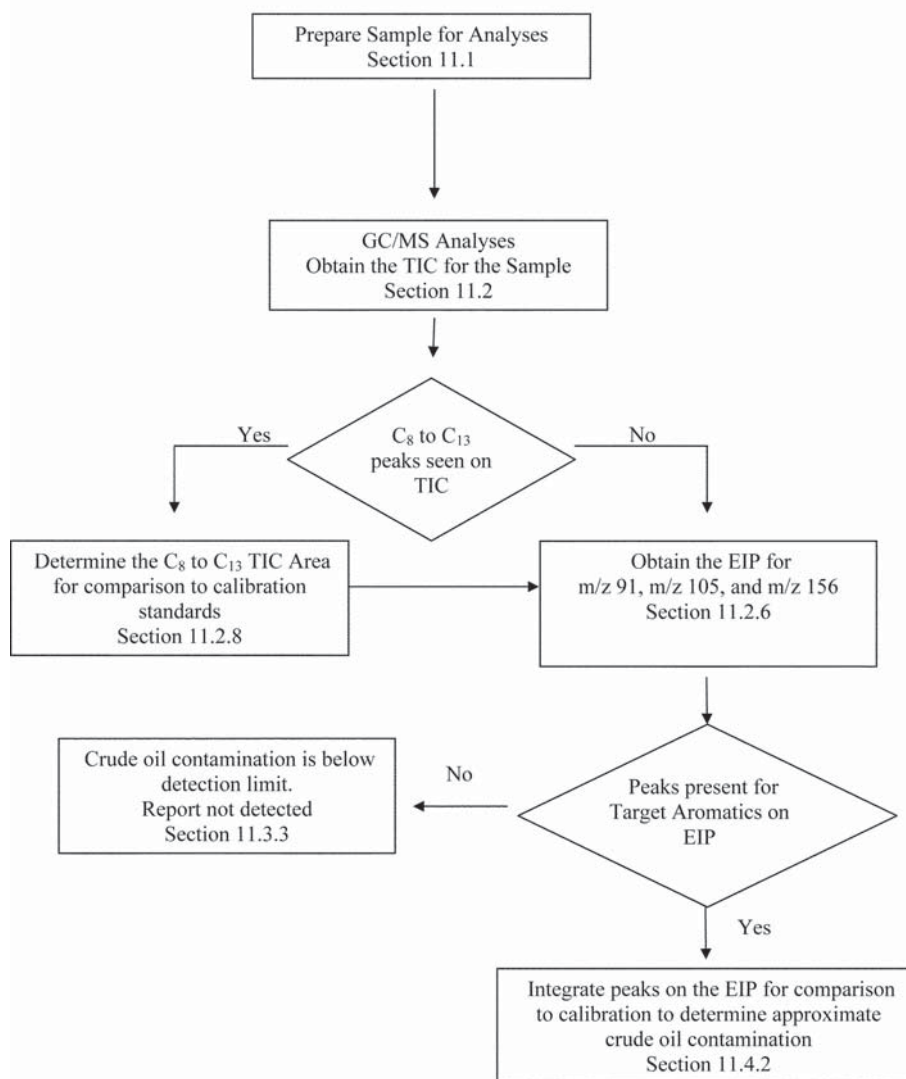 Prepare Sample for Analyses
Section 11.1
GC/MS Analyses
Obtain the TIC for the Sample
Section 11.2
Yes
C₈ to C₁₃
peaks seen on
TIC
No
Determine the C₈ to C₁₃ TIC Area
for comparison to calibration
standards
Section 11.2.8
Obtain the EIP for
m/z 91, m/z 105, and m/z 156
Section 11.2.6
Crude oil contamination is below
detection limit.
Report not detected
Section 11.3.3
No
Peaks present for
Target Aromatics on
EIP
Yes
Integrate peaks on the EIP for comparison
to calibration to determine approximate
crude oil contamination
Section 11.4.2